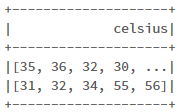 +--------------------+
|             celsius|
+--------------------+
|[35, 36, 32, 30, ...|
|[31, 32, 34, 55, 56]|
+--------------------+